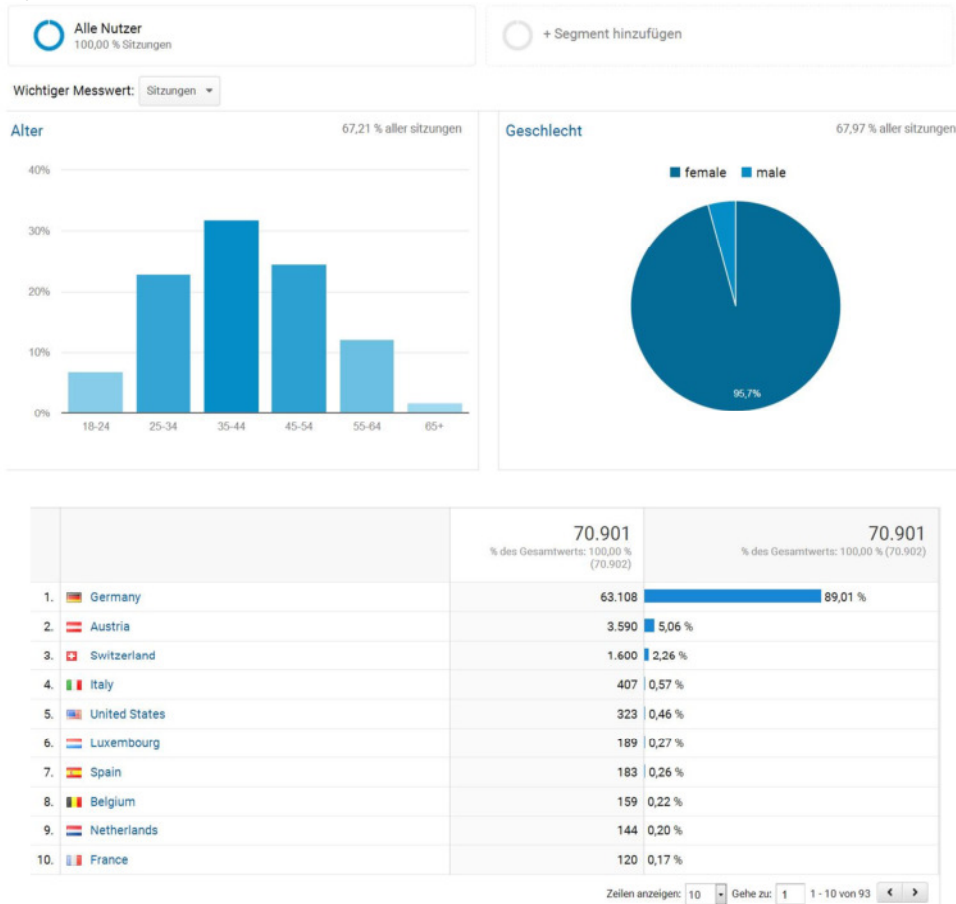 Alle Nutzer
100,00 % Sitzungen
+ Segment hinzufügen
Wichtiger Messwert: Sitzungen
Alter
67,21 % aller sitzungen
40%
30%
20%
10%
0%
18-24 25-34 35-44 45-54 55-64 65+
Geschlecht
67,97 % aller sitzungen
female male
95,7%
70.901 70.901
% des Gesamtwerts: 100,00 % % des Gesamtwerts: 100,00 % (70.902)
(70.902)
1. Germany 63.108 89,01 %
2. Austria 3.590 5,06 %
3. Switzerland 1.600 2,26 %
4. Italy 407 0,57 %
5. United States 323 0,46 %
6. Luxembourg 189 0,27 %
7. Spain 183 0,26 %
8. Belgium 159 0,22 %
9. Netherlands 144 0,20 %
10. France 120 0,17 %
Zeilen anzeigen: 10 Gehe zu: 1 1 - 10 von 93